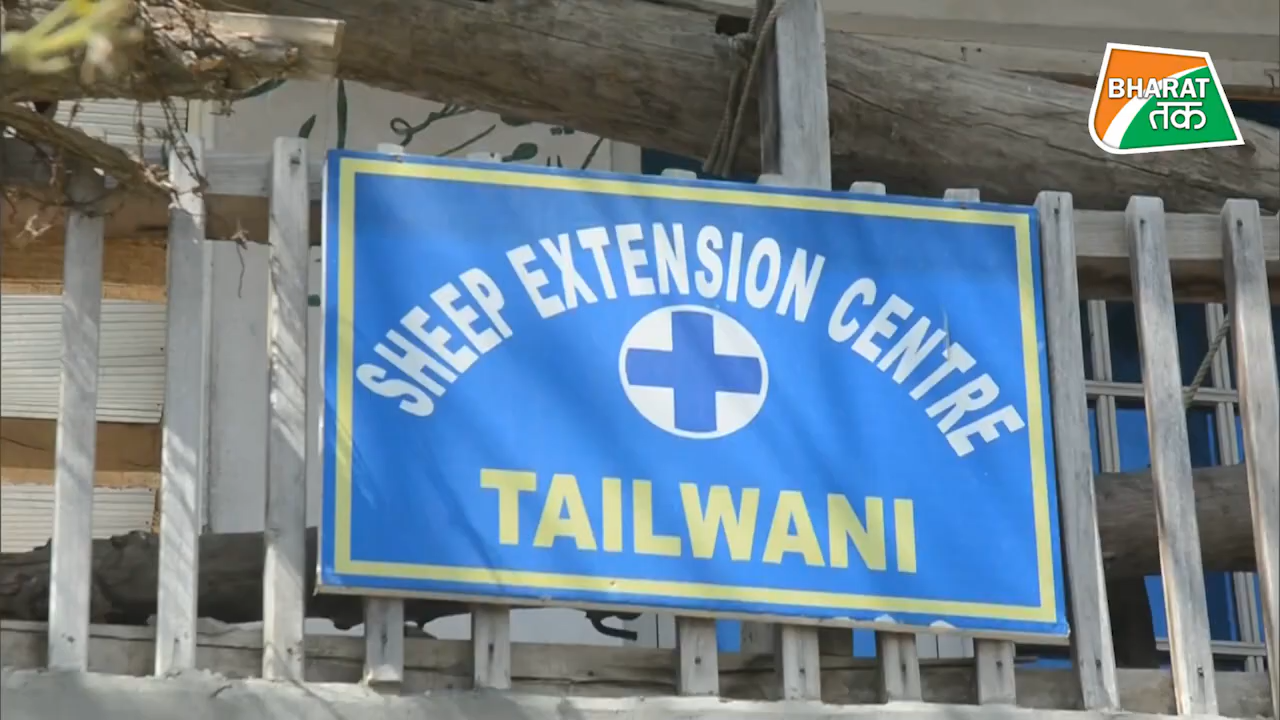 BHARAT
तक
SHEEP EXTENSION CENTRE
TAILWANI